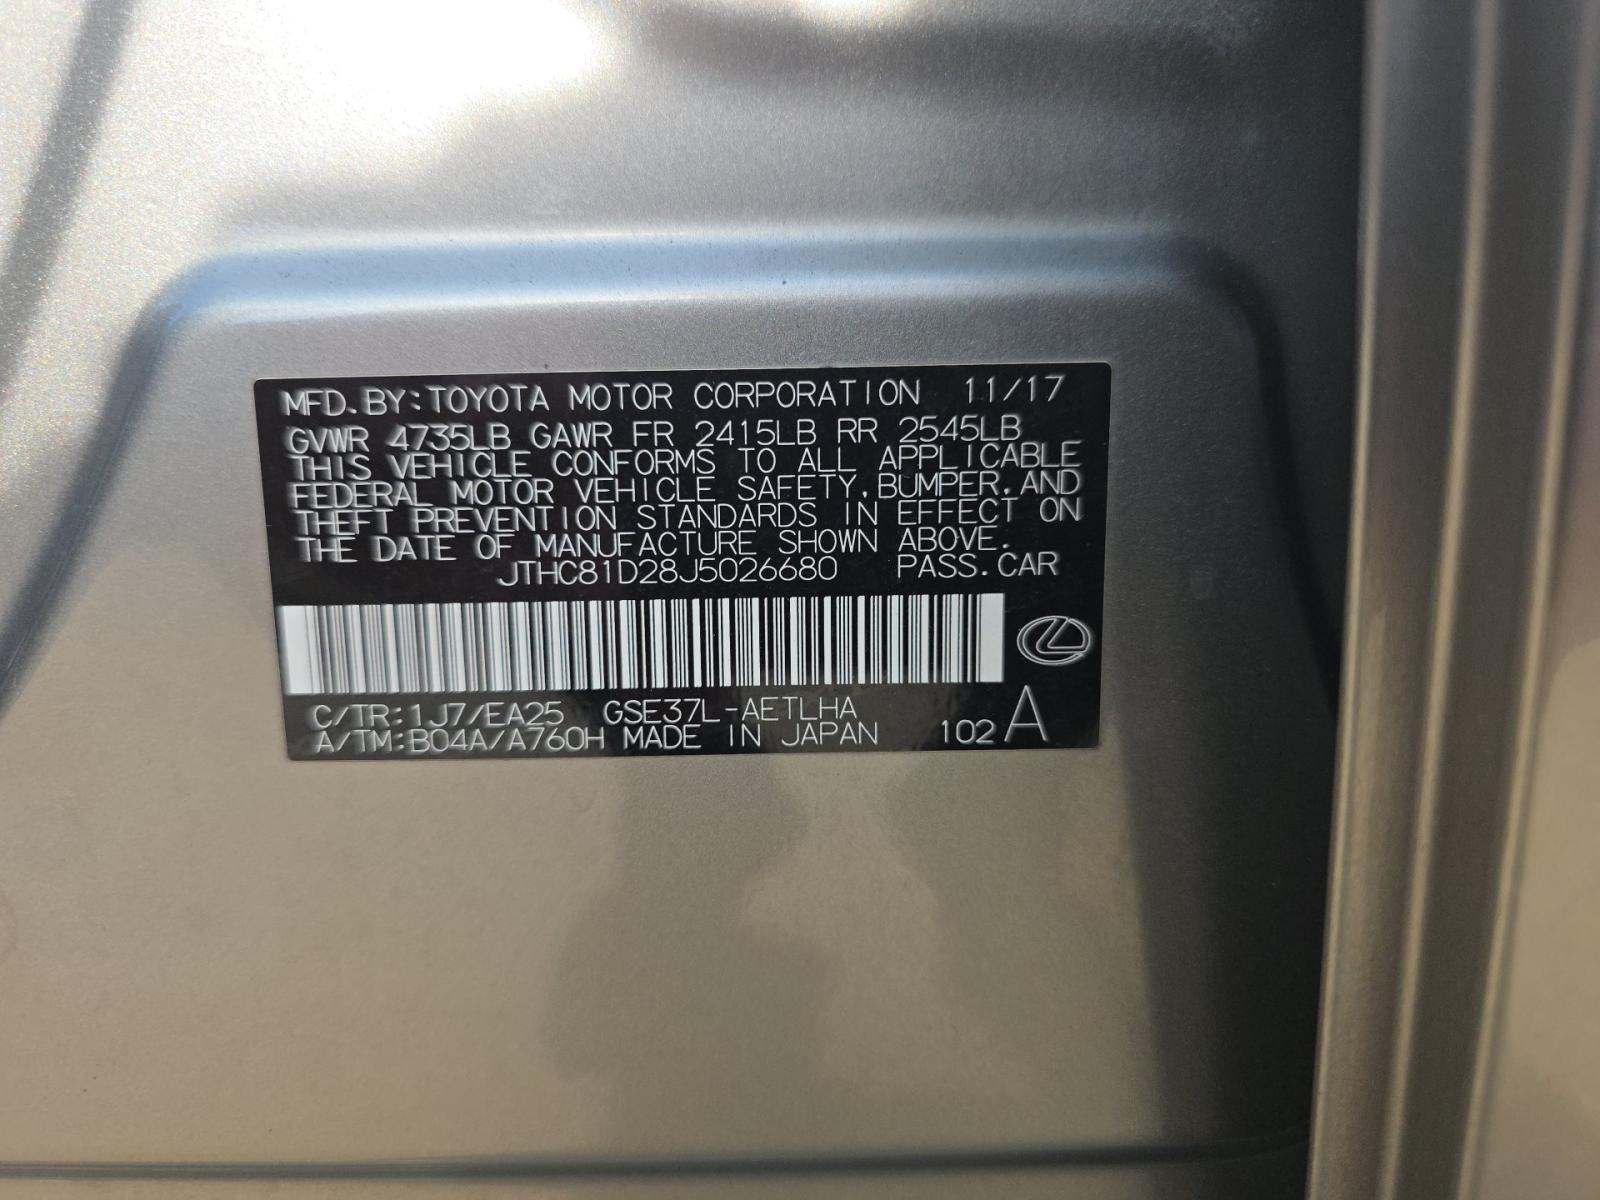 MFD. BY: TOYOTA MOTOR CORPORATION 11/17
GVWR 4735LB GAWR FR 2415LB RR 2545LB
THIS VEHICLE CONFORMS TO ALL APPLICABLE
FEDERAL MOTOR VEHICLE SAFETY, BUMPER, AND
THEFT PREVENTION STANDARDS IN EFFECT ON
THE DATE OF MANUFACTURE SHOWN ABOVE.
JTHC81D28J5026680 PASS. CAR
C/TR: 1J7/EA25 GSE37L-AETLHA
A/TM: B04A/A760H MADE IN JAPAN 102 A